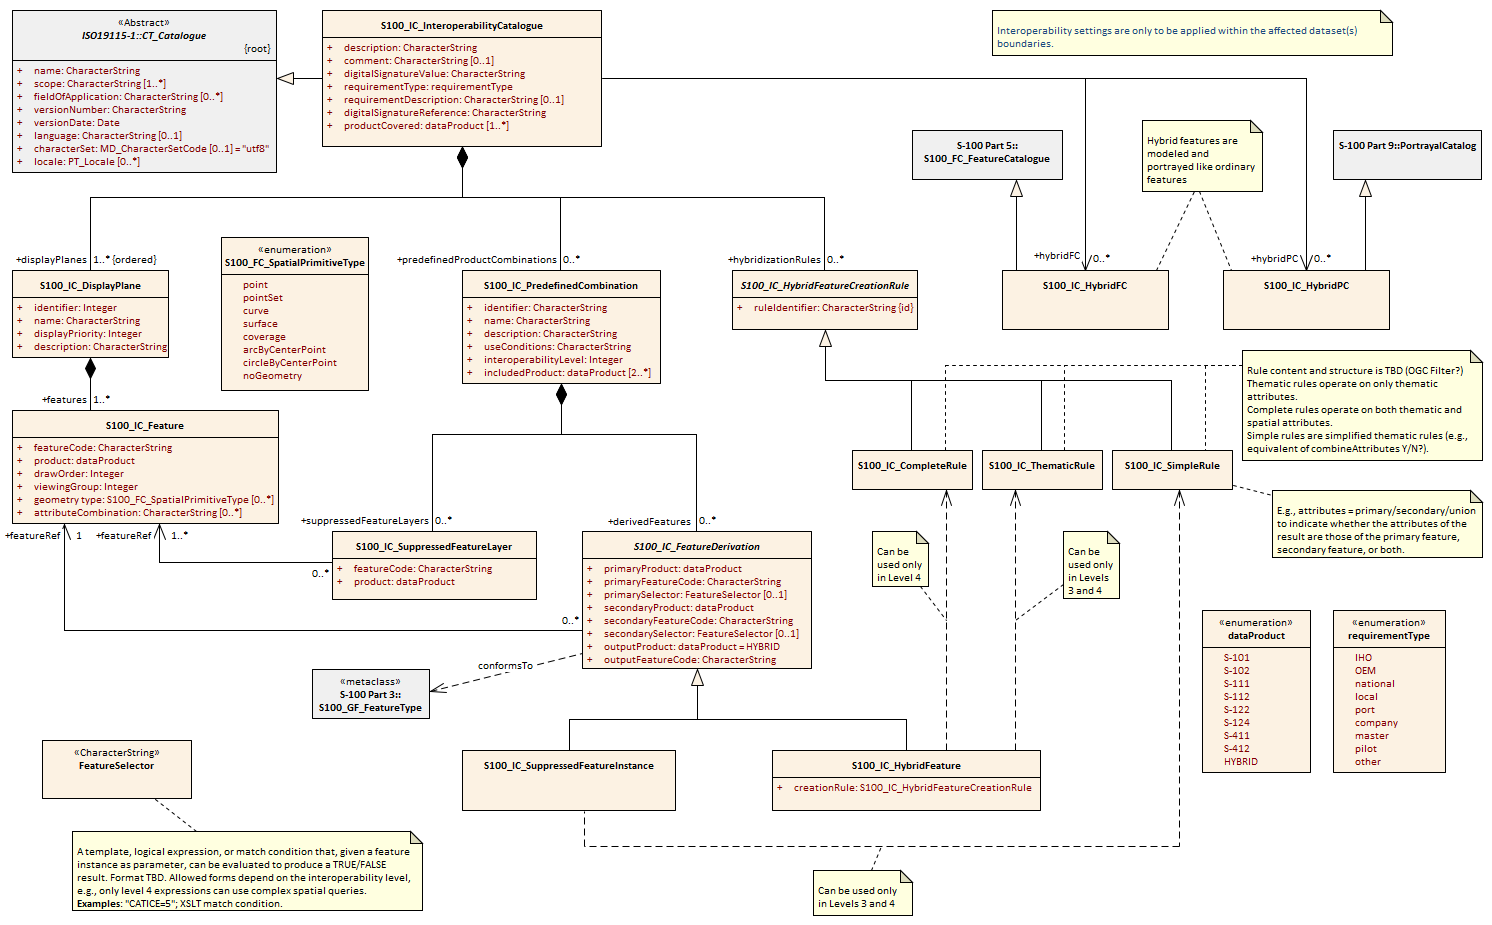 «Abstract»
ISO19115-1::CT_Catalogue
{root}
+ name: CharacterString
+ scope: CharacterString [1..*]
+ fieldOfApplication: CharacterString [0..*]
+ versionNumber: CharacterString
+ versionDate: Date
+ language: CharacterString [0..1]
+ characterSet: MD_CharacterSetCode [0..1] = "utf8"
+ locale: PT_Locale [0..*]
S100_IC_InteroperabilityCatalogue
+ description: CharacterString
+ comment: CharacterString [0..1]
+ digitalSignatureValue: CharacterString
+ requirementType: requirementType
+ requirementDescription: CharacterString [0..1]
+ digitalSignatureReference: CharacterString
+ productCovered: dataProduct [1..*]
Interoperability settings are only to be applied within the affected dataset(s)
boundaries.
S-100 Part 5::
S100_FC_FeatureCatalogue
Hybrid features are
modeled and
portrayed like ordinary
features
S-100 Part 9::PortrayalCatalog
+displayPlanes 1..* {ordered}
«enumeration»
S100_FC_SpatialPrimitiveType
point
pointSet
curve
surface
coverage
arcByCenterPoint
circleByCenterPoint
noGeometry
+predefinedProductCombinations 0..*
+hybridizationRules 0..*
+hybridFC 0..*
+hybridPC 0..*
S100_IC_DisplayPlane
+ identifier: Integer
+ name: CharacterString
+ displayPriority: Integer
+ description: CharacterString
S100_IC_PredefinedCombination
+ identifier: CharacterString
+ name: CharacterString
+ description: CharacterString
+ useConditions: CharacterString
+ interoperabilityLevel: Integer
+ includedProduct: dataProduct [2..*]
S100_IC_HybridFeatureCreationRule
+ ruleIdentifier: CharacterString {id}
S100_IC_HybridFC
S100_IC_HybridPC
Rule content and structure is TBD (OGC Filter?)
Thematic rules operate on only thematic
attributes.
Complete rules operate on both thematic and
spatial attributes.
Simple rules are simplified thematic rules (e.g.,
equivalent of combineAttributes Y/N?).
+features 1..*
S100_IC_Feature
+ featureCode: CharacterString
+ product: dataProduct
+ drawOrder: Integer
+ viewingGroup: Integer
+ geometry type: S100_FC_SpatialPrimitiveType [0..*]
+ attributeCombination: CharacterString [0..*]
S100_IC_CompleteRule
S100_IC_ThematicRule
S100_IC_SimpleRule
E.g., attributes = primary/secondary/union
to indicate whether the attributes of the
result are those of the primary feature,
secondary feature, or both.
+featureRef 1
+featureRef 1..*
+suppressedFeatureLayers 0..*
+derivedFeatures 0..*
S100_IC_SuppressedFeatureLayer
+ featureCode: CharacterString
+ product: dataProduct
0..*
S100_IC_FeatureDerivation
+ primaryProduct: dataProduct
+ primaryFeatureCode: CharacterString
+ primarySelector: FeatureSelector [0..1]
+ secondaryProduct: dataProduct
+ secondaryFeatureCode: CharacterString
+ secondarySelector: FeatureSelector [0..1]
+ outputProduct: dataProduct = HYBRID
+ outputFeatureCode: CharacterString
0..*
Can be
used only
in Level 4
Can be
used only
in Levels
3 and 4
conformsTo
«metaclass»
S-100 Part 3::
S100_GF_FeatureType
«enumeration»
dataProduct
S-101
S-102
S-111
S-112
S-122
S-124
S-411
S-412
HYBRID
«enumeration»
requirementType
IHO
OEM
national
local
port
company
master
pilot
other
«CharacterString»
FeatureSelector
S100_IC_SuppressedFeatureInstance
S100_IC_HybridFeature
+ creationRule: S100_IC_HybridFeatureCreationRule
A template, logical expression, or match condition that, given a feature
instance as parameter, can be evaluated to produce a TRUE/FALSE
result. Format TBD. Allowed forms depend on the interoperability level,
e.g., only level 4 expressions can use complex spatial queries.
Examples: "CATICE=5"; XSLT match condition.
Can be used only
in Levels 3 and 4